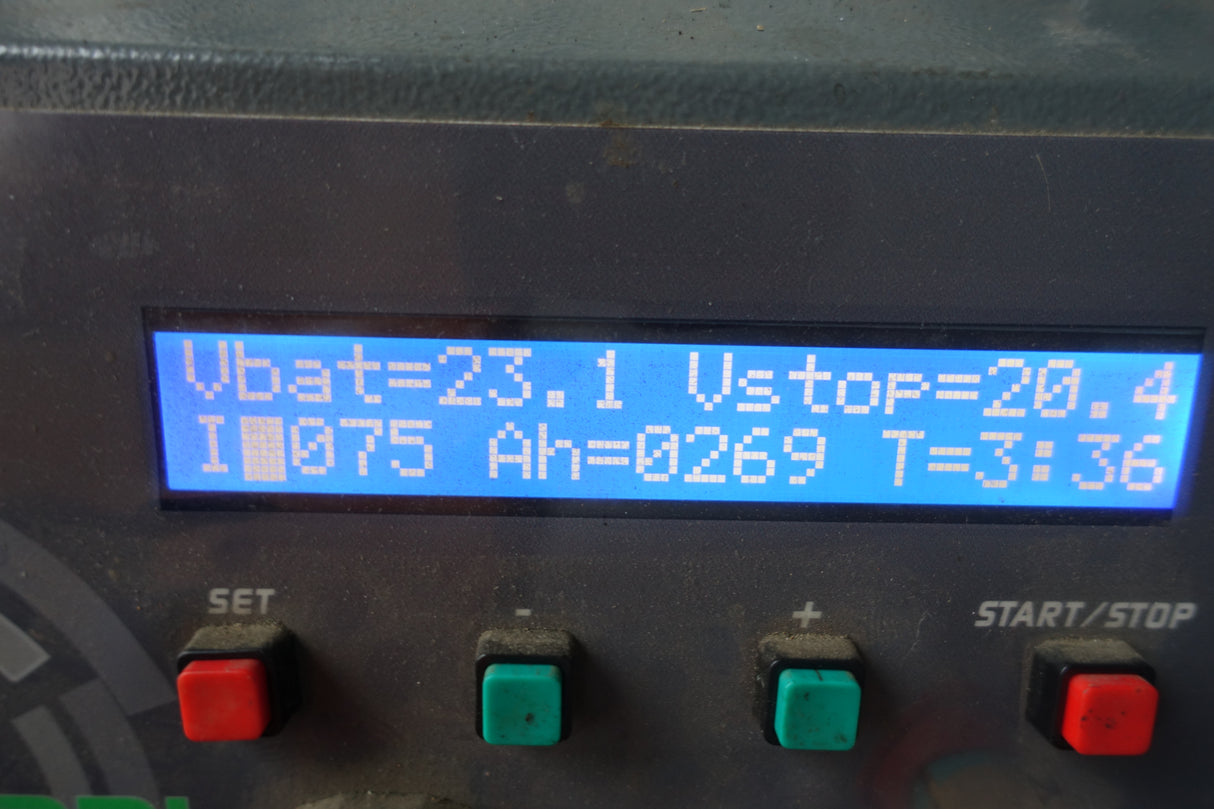 Vbat=23.1 Vstop=20.4
I█075 Ah=0269 T=3:36
SET - + START/STOP